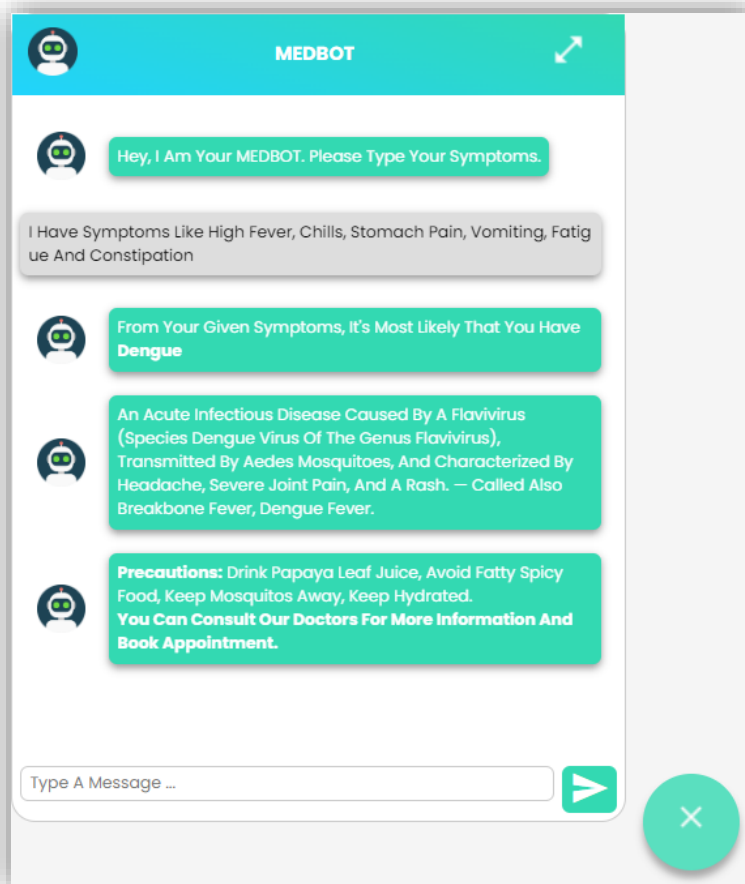 MEDBOT
Hey, I Am Your MEDBOT. Please Type Your Symptoms.
I Have Symptoms Like High Fever, Chills, Stomach Pain, Vomiting, Fatig
ue And Constipation
From Your Given Symptoms, It's Most Likely That You Have
Dengue
An Acute Infectious Disease Caused By A Flavivirus
(Species Dengue Virus Of The Genus Flavivirus),
Transmitted By Aedes Mosquitoes, And Characterized By
Headache, Severe Joint Pain, And A Rash. — Called Also
Breakbone Fever, Dengue Fever.
Precautions: Drink Papaya Leaf Juice, Avoid Fatty Spicy
Food, Keep Mosquitos Away, Keep Hydrated.
You Can Consult Our Doctors For More Information And
Book Appointment.
Type A Message ...